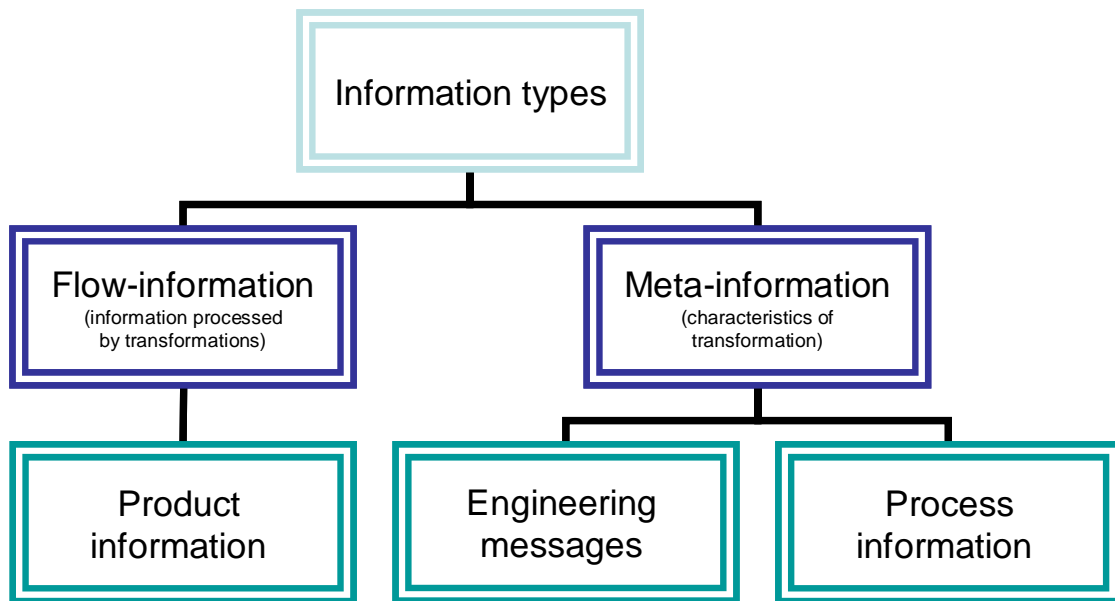 Information types
Flow-information
(information processed
by transformations)
Meta-information
(characteristics of
transformation)
Product
information
Engineering
messages
Process
information